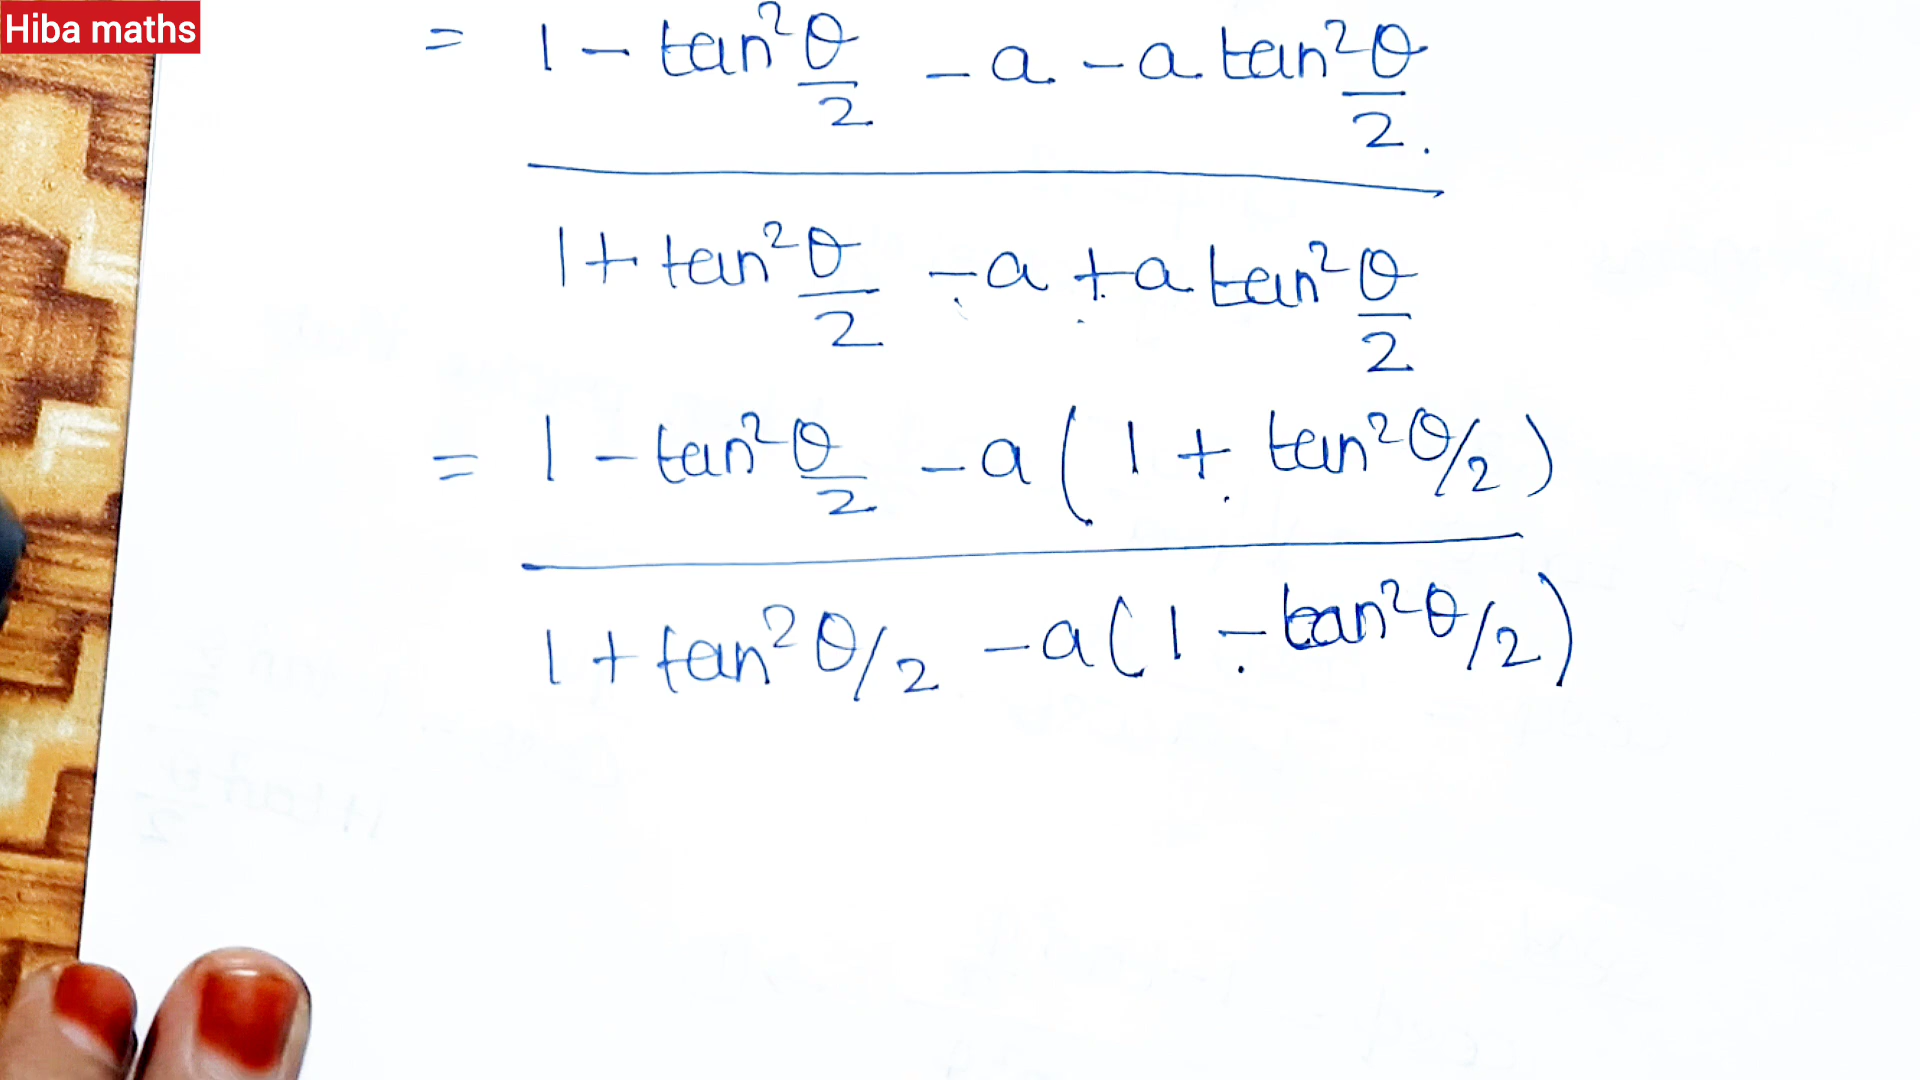 Hiba maths
= 1 - tan²θ/2 - a - a tan²θ/2.
1 + tan²θ/2 - a + a tan²θ/2
= 1 - tan²θ/2 - a(1 + tan²θ/2)
1 + tan²θ/2 - a(1 - tan²θ/2)